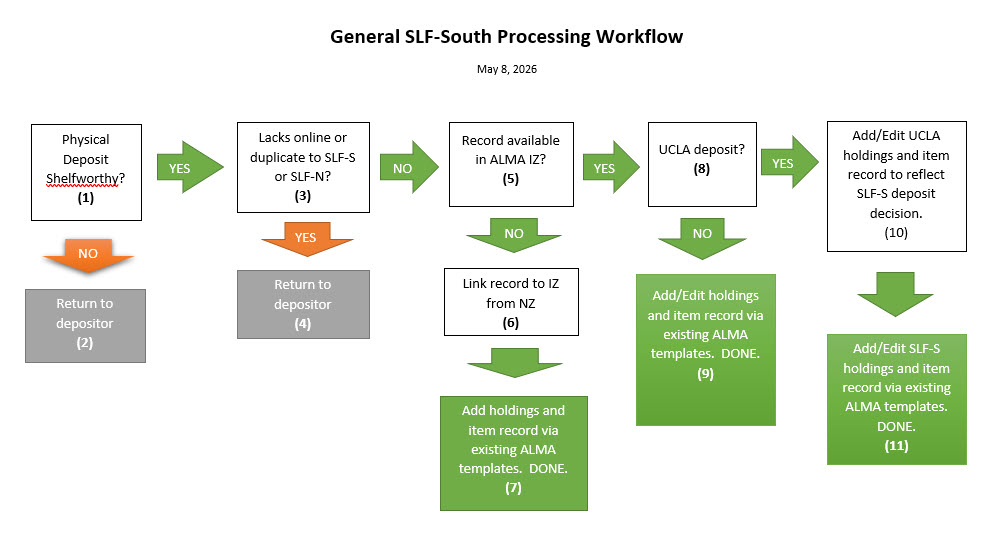 General SLF-South Processing Workflow
May 8, 2026
Physical
Deposit
Shelfworthy?
(1)
YES
NO
Return to
depositor
(2)
Lacks online or
duplicate to SLF-S
or SLF-N?
(3)
NO
YES
Return to
depositor
(4)
Record available
in ALMA IZ?
(5)
YES
NO
Link record to IZ
from NZ
(6)
Add holdings and
item record via
existing ALMA
templates.  DONE.
(7)
UCLA deposit?
(8)
YES
NO
Add/Edit holdings
and item record via
existing ALMA
templates.  DONE.
(9)
Add/Edit UCLA
holdings and item
record to reflect
SLF-S deposit
decision.
(10)
Add/Edit SLF-S
holdings and item
record via existing
ALMA templates.
DONE.
(11)